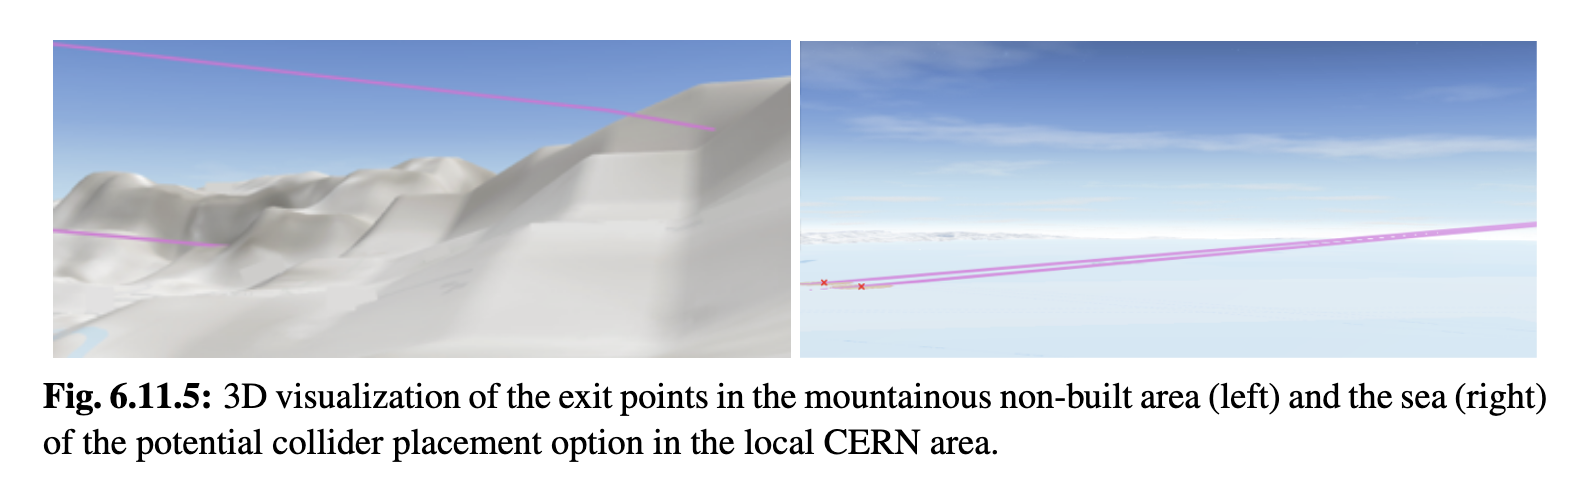 Fig. 6.11.5: 3D visualization of the exit points in the mountainous non-built area (left) and the sea (right)
of the potential collider placement option in the local CERN area.